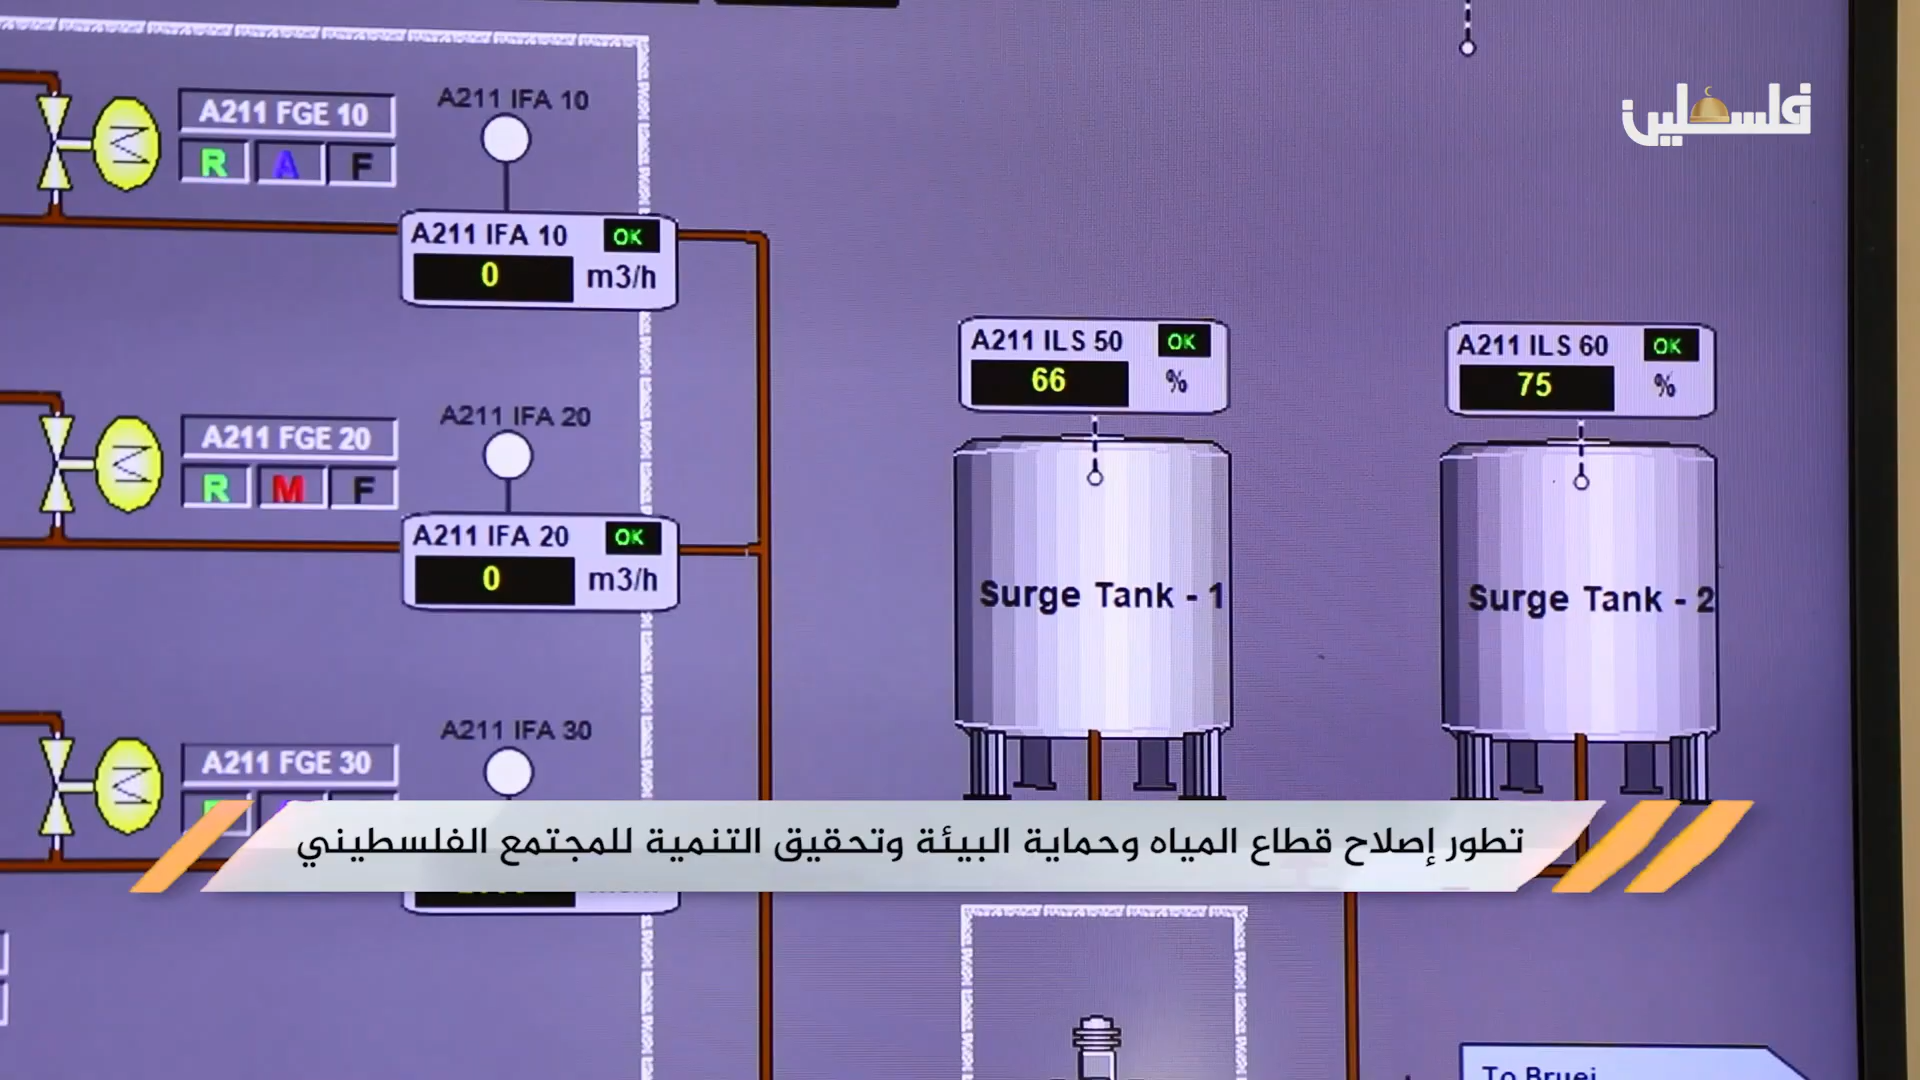 فلسطين
A211 FGE 10
R A F
A211 IFA 10
A211 IFA 10 OK
0 m3/h
A211 ILS 50 OK
66 %
A211 ILS 60 OK
75 %
A211 FGE 20
R M F
A211 IFA 20
A211 IFA 20 OK
0 m3/h
Surge Tank - 1
Surge Tank - 2
A211 FGE 30
A211 IFA 30
تطور إصلاح قطاع المياه وحماية البيئة وتحقيق التنمية للمجتمع الفلسطيني
To